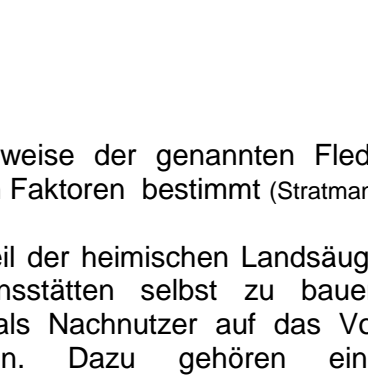 weise der genannten Fled
Faktoren bestimmt (Stratmar
eil der heimischen Landsäug
nsstätten selbst zu baue
als Nachnutzer auf das Vo
n. Dazu gehören ein